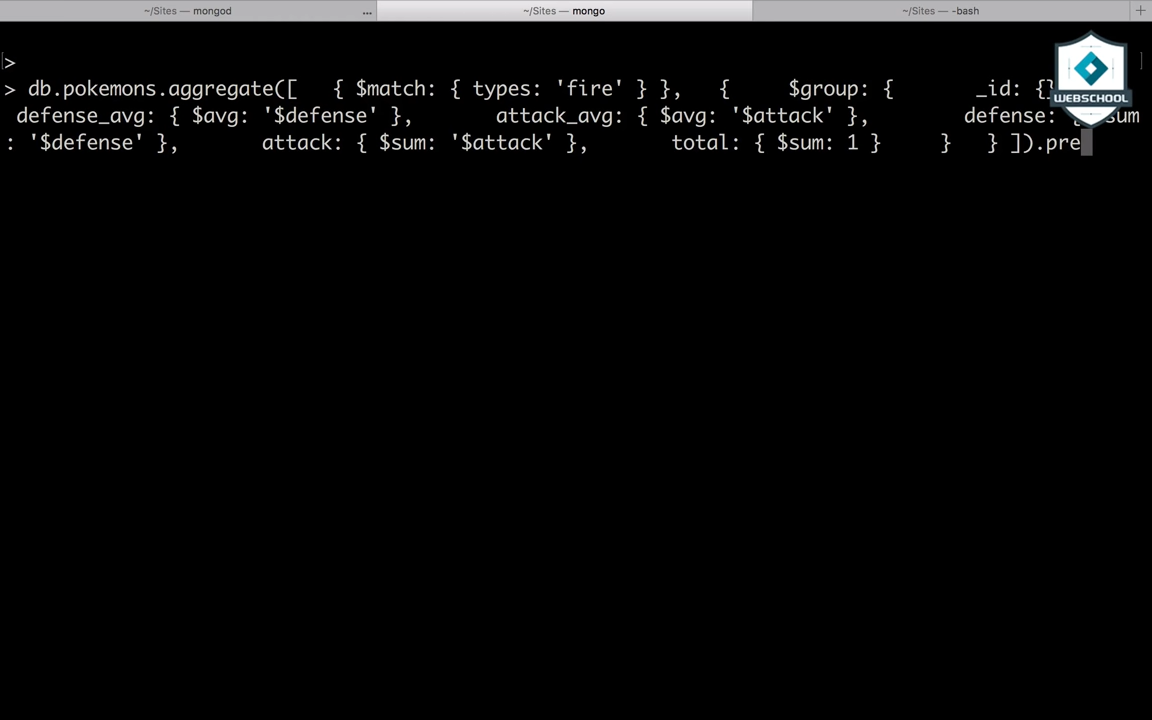 ~/Sites — mongod ... ~/Sites — mongo ~/Sites — -bash +
>
> db.pokemons.aggregate([ { $match: { types: 'fire' } }, { $group: { _id: {}
WEBSCHOOL
defense_avg: { $avg: '$defense' }, attack_avg: { $avg: '$attack' }, defense: { $sum
: '$defense' }, attack: { $sum: '$attack' }, total: { $sum: 1 } } } ]).pre